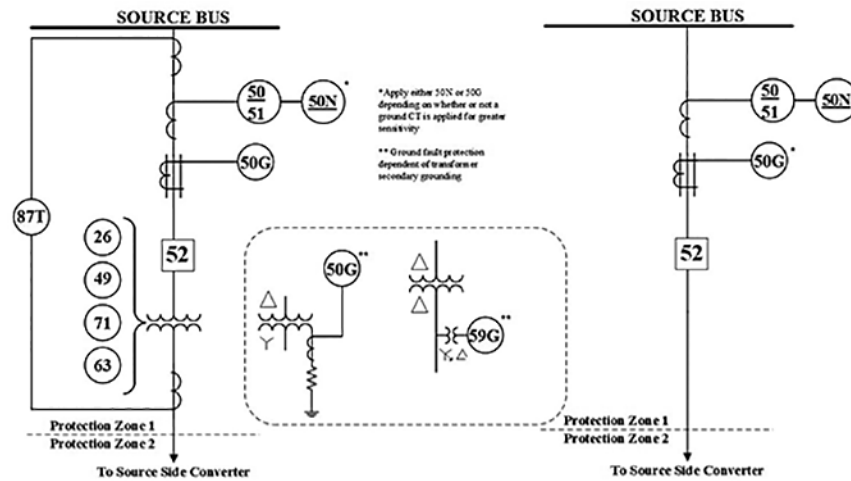 SOURCE BUS
50
51
50N
*
50G
87T
26
49
71
63
52
Protection Zone 1
Protection Zone 2
To Source Side Converter
*Apply either 50N or 50G
depending on whether or not a
ground CT is applied for greater
sensitivity
** Ground fault protection
dependent of transformer
secondary grounding
50G
**
59G
**
SOURCE BUS
50
51
50N
50G
*
52
Protection Zone 1
Protection Zone 2
To Source Side Converter